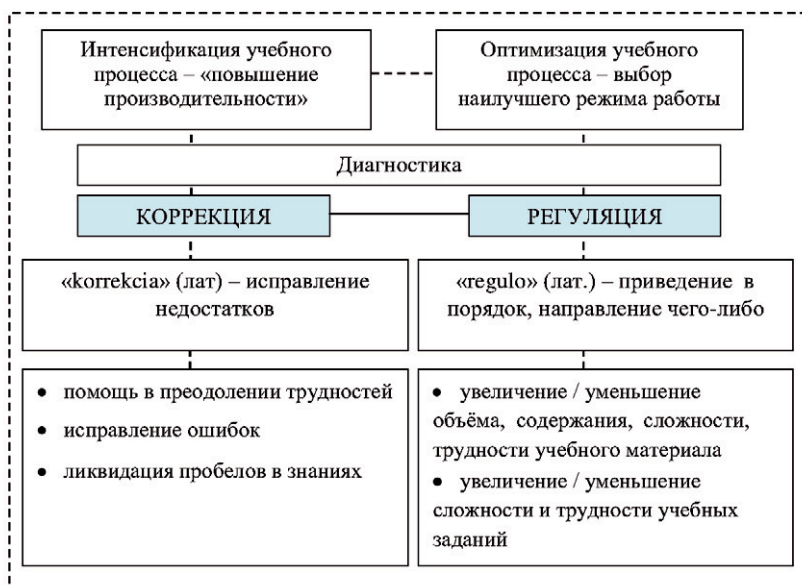 Интенсификация учебного
процесса – «повышение
производительности»
Оптимизация учебного
процесса – выбор
наилучшего режима работы
Диагностика
КОРРЕКЦИЯ
РЕГУЛЯЦИЯ
«korrekcia» (лат) – исправление
недостатков
«regulo» (лат.) – приведение в
порядок, направление чего-либо
• помощь в преодолении трудностей
• исправление ошибок
• ликвидация пробелов в знаниях
• увеличение / уменьшение
объёма, содержания, сложности,
трудности учебного материала
• увеличение / уменьшение
сложности и трудности учебных
заданий